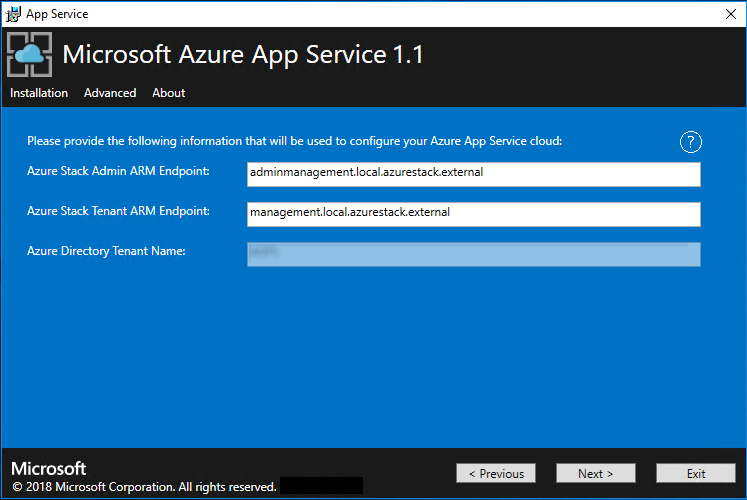 App Service
Microsoft Azure App Service 1.1
Installation Advanced About
Please provide the following information that will be used to configure your Azure App Service cloud:
?
Azure Stack Admin ARM Endpoint: adminmanagement.local.azurestack.external
Azure Stack Tenant ARM Endpoint: management.local.azurestack.external
Azure Directory Tenant Name:
Microsoft
© 2018 Microsoft Corporation. All rights reserved.
< Previous Next > Exit